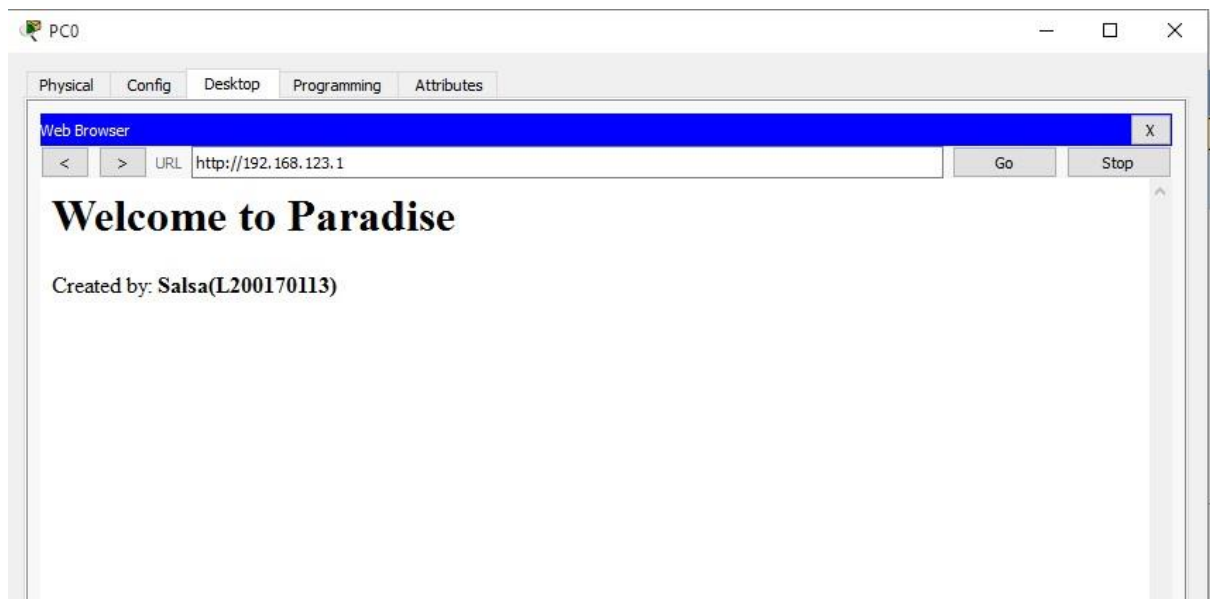 PC0
Physical Config Desktop Programming Attributes
Web Browser X
< > URL http://192.168.123.1 Go Stop
Welcome to Paradise
Created by: Salsa(L200170113)